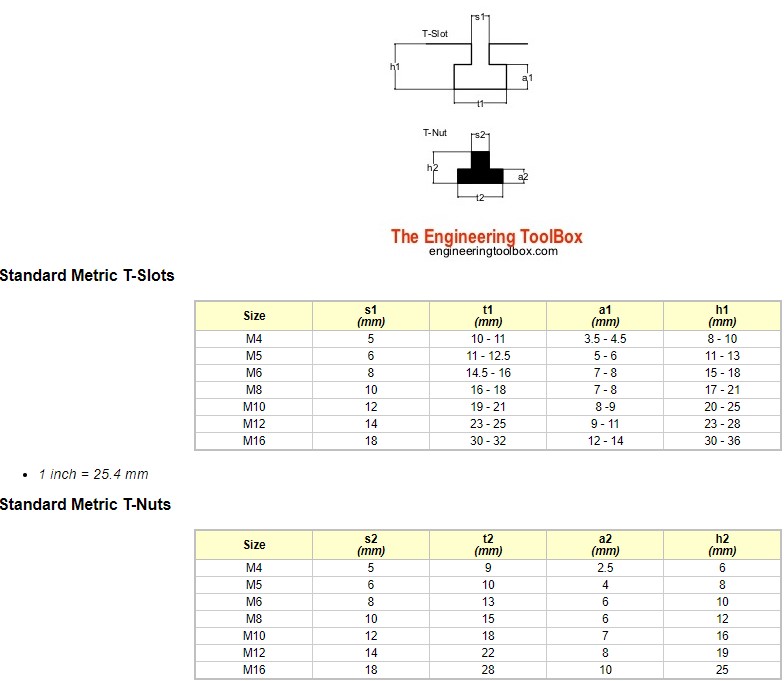 s1
T-Slot
h1
a1
t1
T-Nut
s2
h2
a2
t2
The Engineering ToolBox
engineeringtoolbox.com
Standard Metric T-Slots
Size s1 (mm) t1 (mm) a1 (mm) h1 (mm)
M4 5 10 - 11 3.5 - 4.5 8 - 10
M5 6 11 - 12.5 5 - 6 11 - 13
M6 8 14.5 - 16 7 - 8 15 - 18
M8 10 16 - 18 7 - 8 17 - 21
M10 12 19 - 21 8 -9 20 - 25
M12 14 23 - 25 9 - 11 23 - 28
M16 18 30 - 32 12 - 14 30 - 36
• 1 inch = 25.4 mm
Standard Metric T-Nuts
Size s2 (mm) t2 (mm) a2 (mm) h2 (mm)
M4 5 9 2.5 6
M5 6 10 4 8
M6 8 13 6 10
M8 10 15 6 12
M10 12 18 7 16
M12 14 22 8 19
M16 18 28 10 25